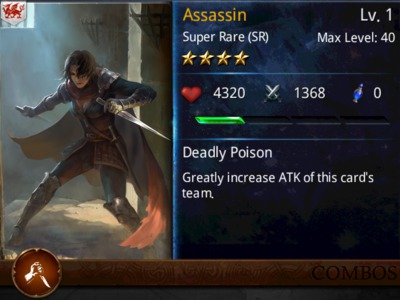 Assassin Lv. 1
Super Rare (SR) Max Level: 40
4320 1368 0
Deadly Poison
Greatly increase ATK of this card's
team.
COMBOS